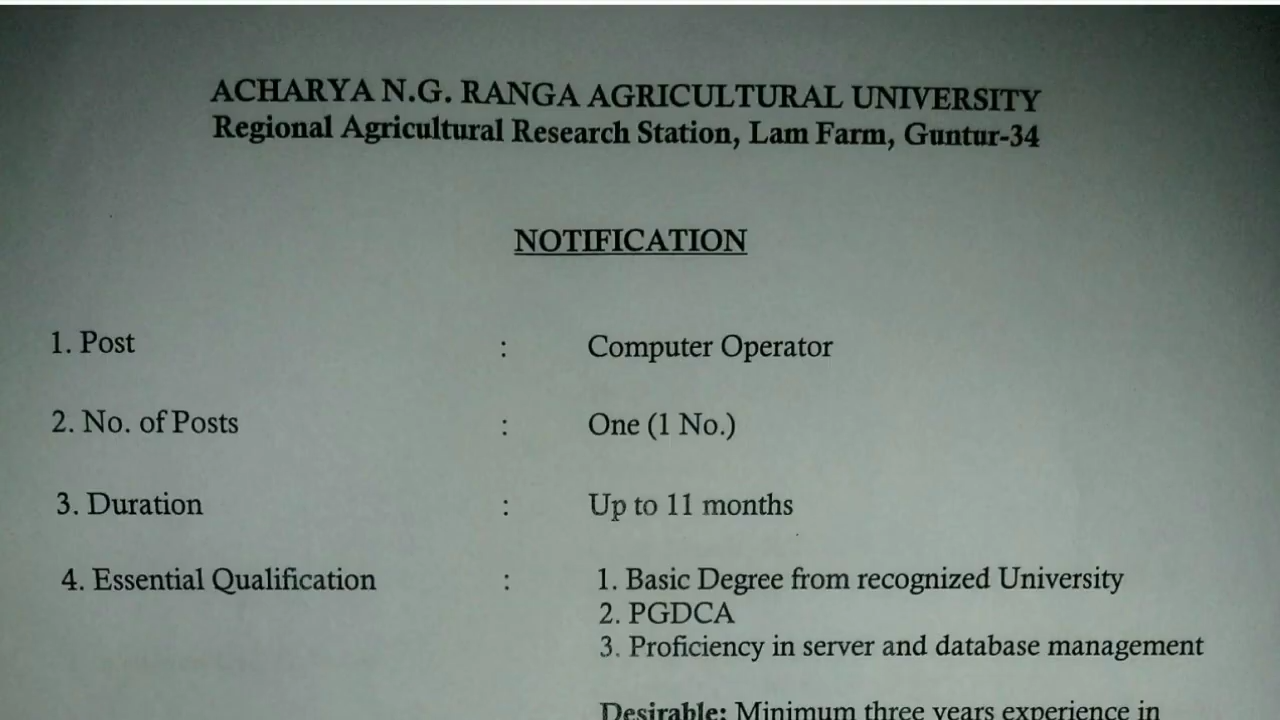 ACHARYA N.G. RANGA AGRICULTURAL UNIVERSITY
Regional Agricultural Research Station, Lam Farm, Guntur-34
NOTIFICATION
1. Post : Computer Operator
2. No. of Posts : One (1 No.)
3. Duration : Up to 11 months
4. Essential Qualification : 1. Basic Degree from recognized University
2. PGDCA
3. Proficiency in server and database management
Desirable: Minimum three years experience in